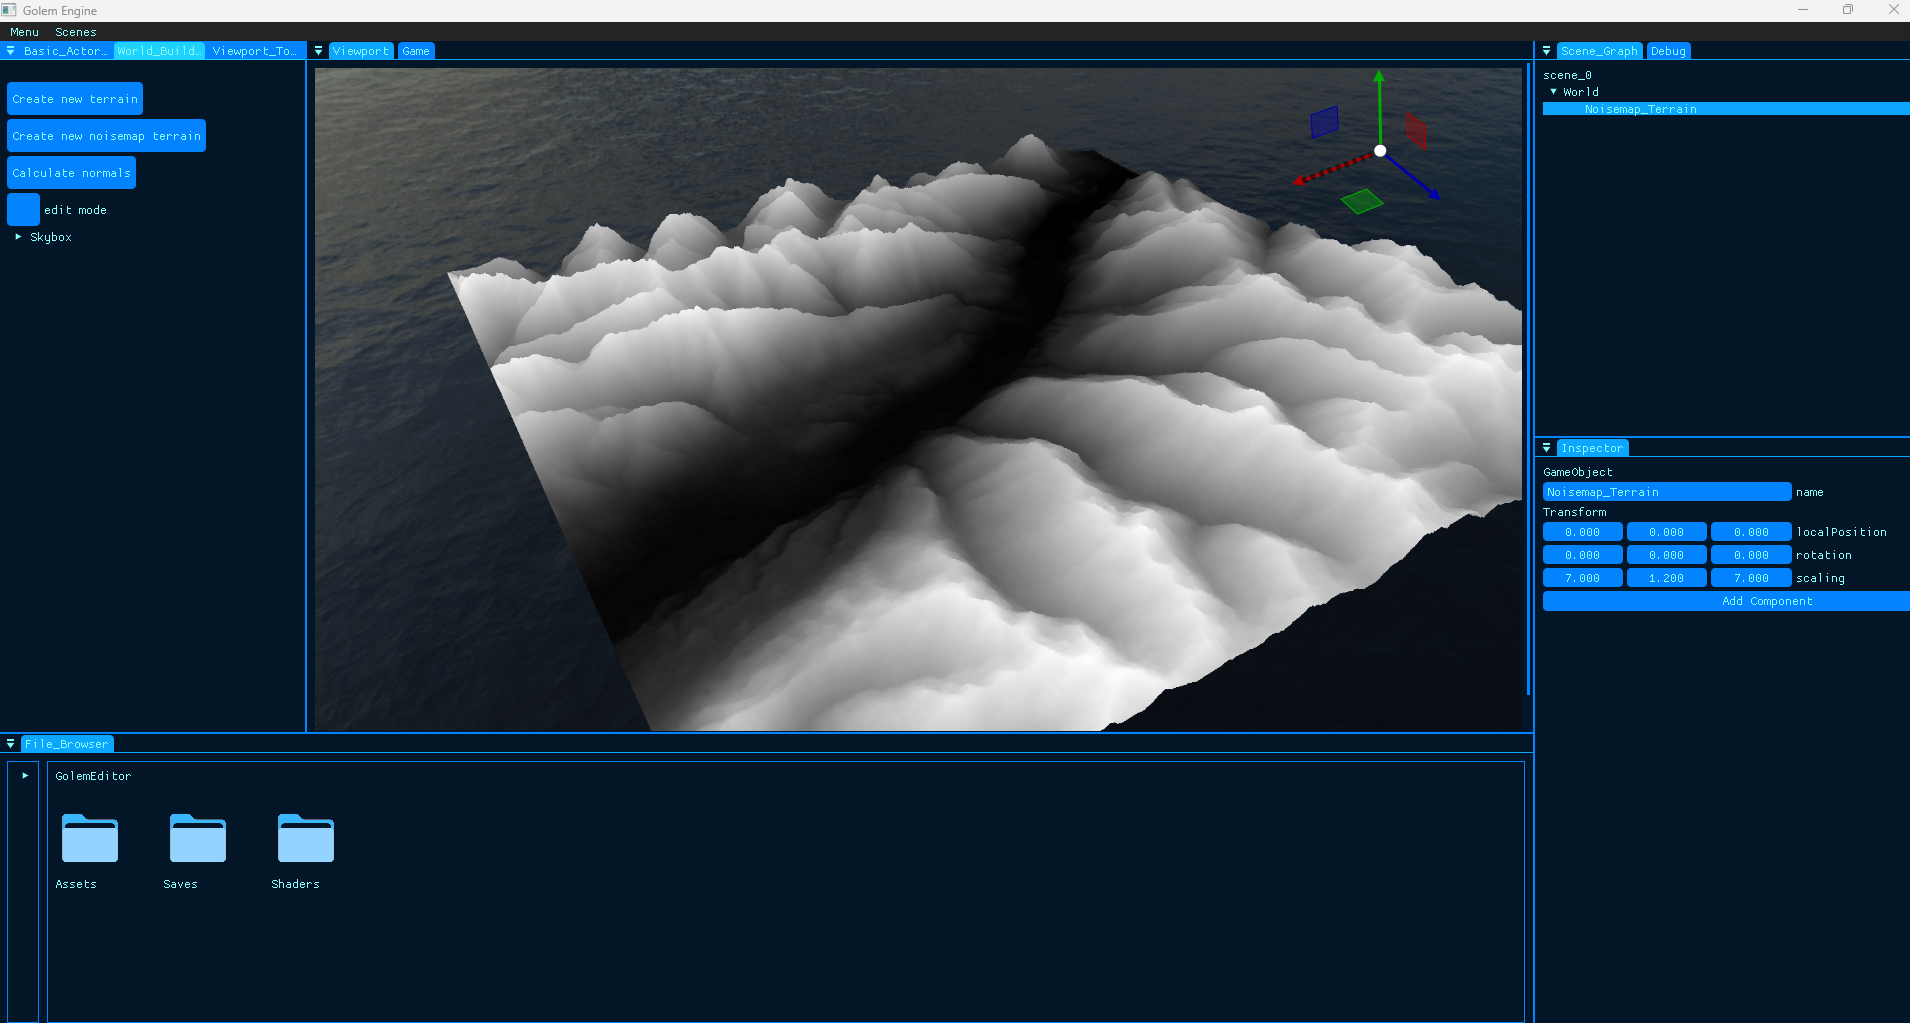 Golem Engine
Menu Scenes
Basic_Actor... World_Build... Viewport_To...
Viewport Game
Scene_Graph Debug
Create new terrain
Create new noisemap terrain
Calculate normals
edit mode
Skybox
scene_0
World
Noisemap_Terrain
Inspector
GameObject
Noisemap_Terrain name
Transform
0.000 0.000 0.000 localPosition
0.000 0.000 0.000 rotation
7.000 1.200 7.000 scaling
Add Component
File_Browser
GolemEditor
Assets Saves Shaders